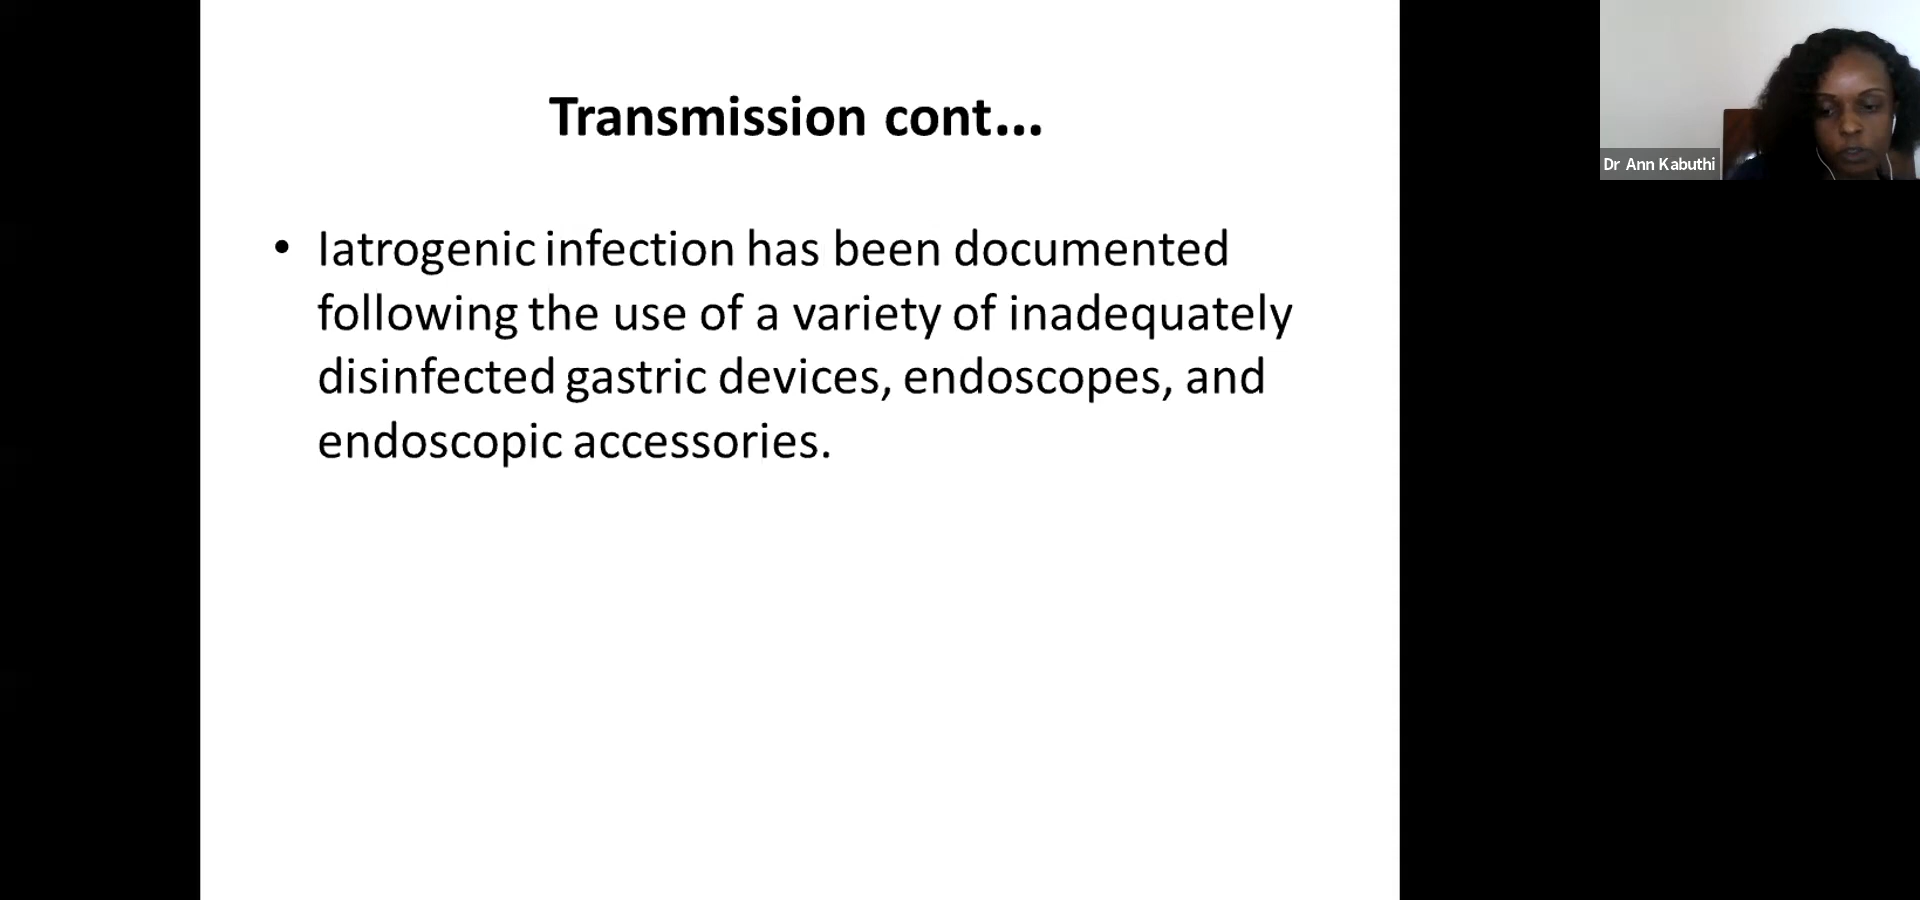 Transmission cont...
• Iatrogenic infection has been documented
following the use of a variety of inadequately
disinfected gastric devices, endoscopes, and
endoscopic accessories.
Dr Ann Kabuthi